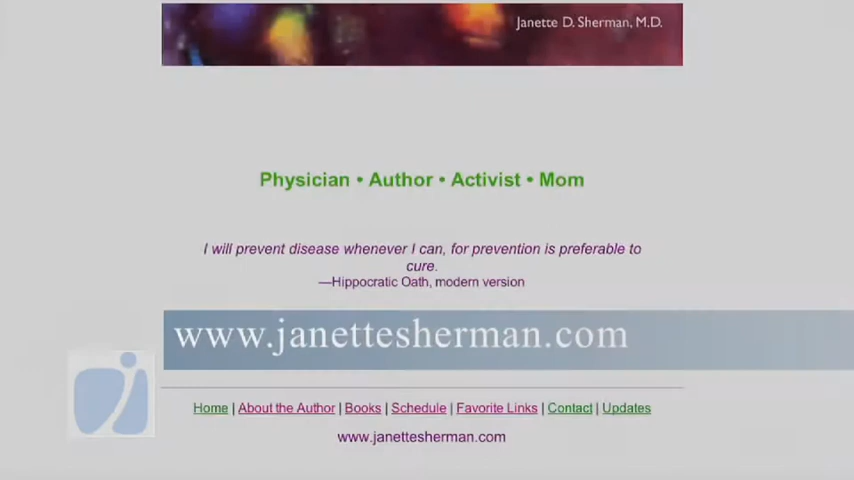 Janette D. Sherman, M.D.
Physician • Author • Activist • Mom
I will prevent disease whenever I can, for prevention is preferable to
cure.
—Hippocratic Oath, modern version
www.janettesherman.com
Home | About the Author | Books | Schedule | Favorite Links | Contact | Updates
www.janettesherman.com